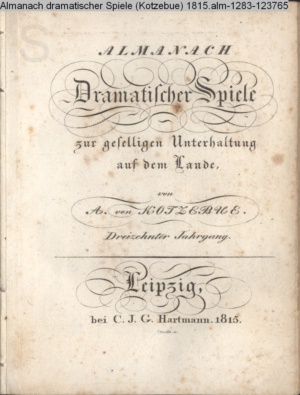 Almanach dramatischer Spiele (Kotzebue) 1815.alm-1283-123765
ALMANACH
Dramatischer Spiele
zur geselligen Unterhaltung
auf dem Lande.
von
A. von KOTZEBUE.
Dreizehnter Jahrgang.
Leipzig,
bei C. J. G. Hartmann. 1815.